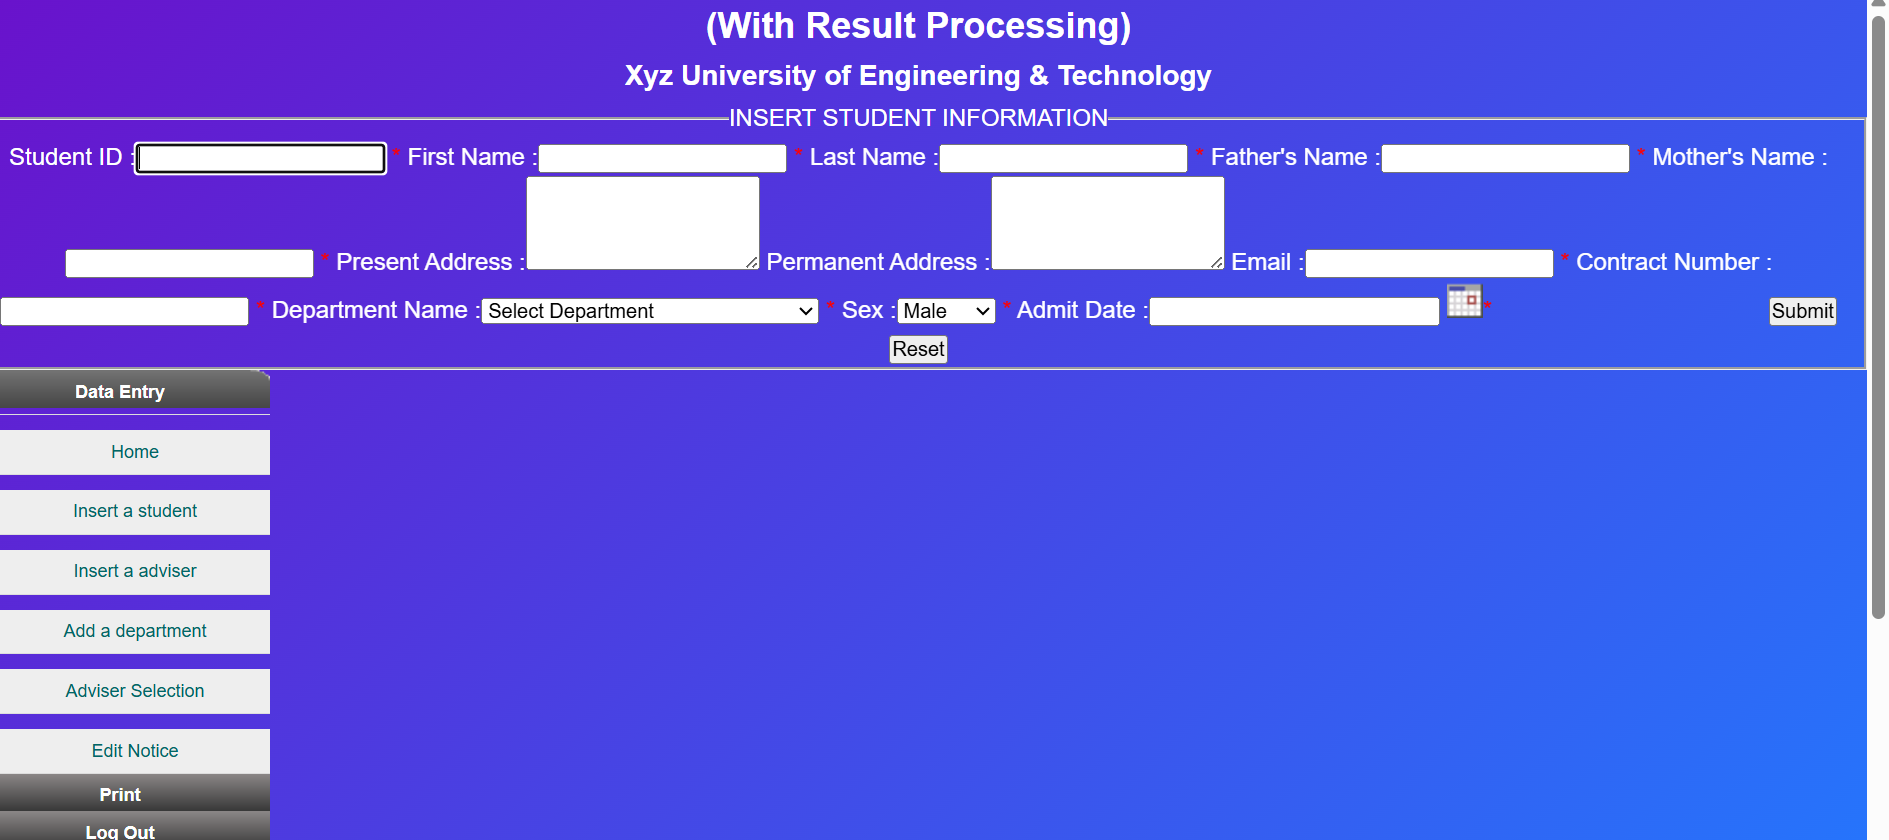 (With Result Processing)
Xyz University of Engineering & Technology
INSERT STUDENT INFORMATION
Student ID : * First Name : * Last Name : * Father's Name : * Mother's Name :
* Present Address : Permanent Address : Email : * Contract Number :
* Department Name : Select Department * Sex : Male * Admit Date : * Submit
Reset
Data Entry
Home
Insert a student
Insert a adviser
Add a department
Adviser Selection
Edit Notice
Print
Log Out